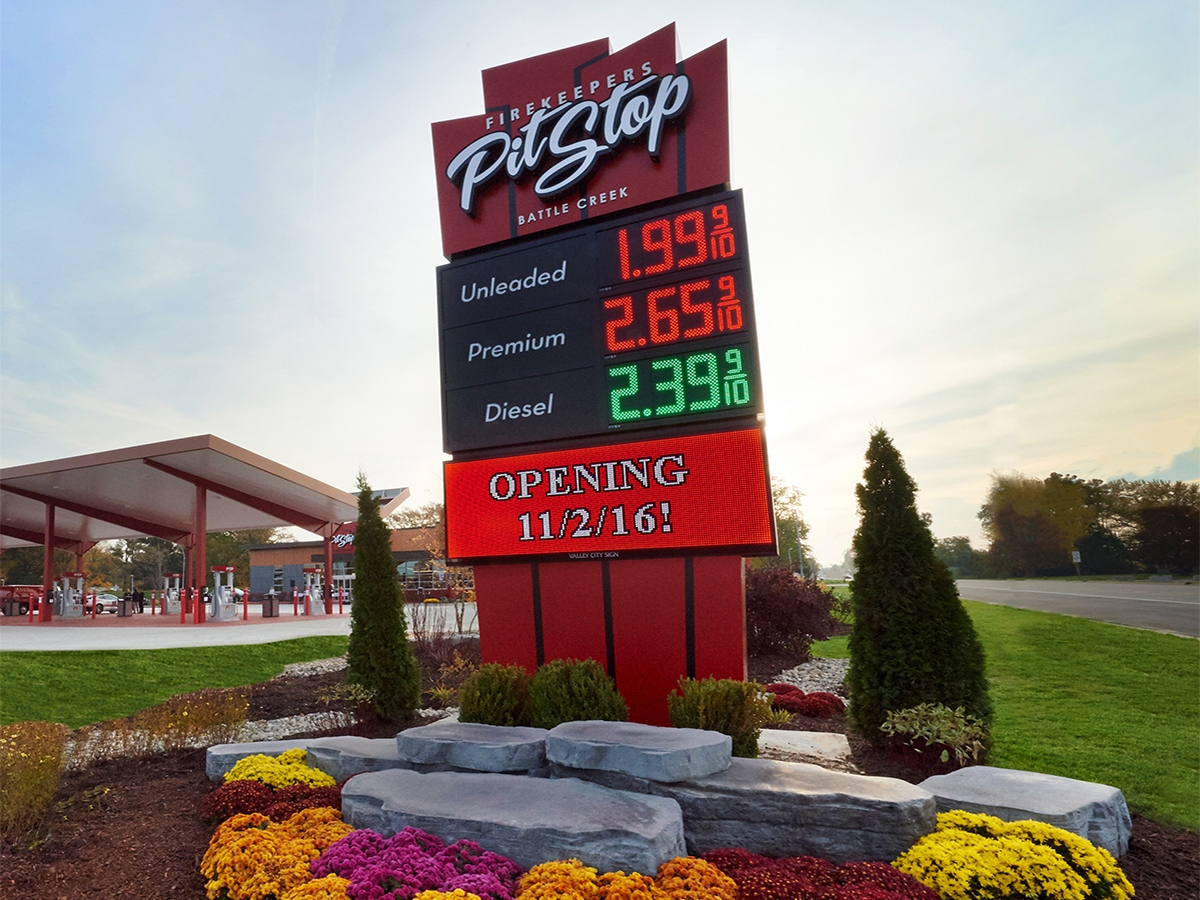 FIREKEEPERS
PitStop
BATTLE CREEK
Unleaded 1.99 9/10
Premium 2.65 9/10
Diesel 2.39 9/10
OPENING
11/2/16!
VALLEY CITY SIGN
PitStop